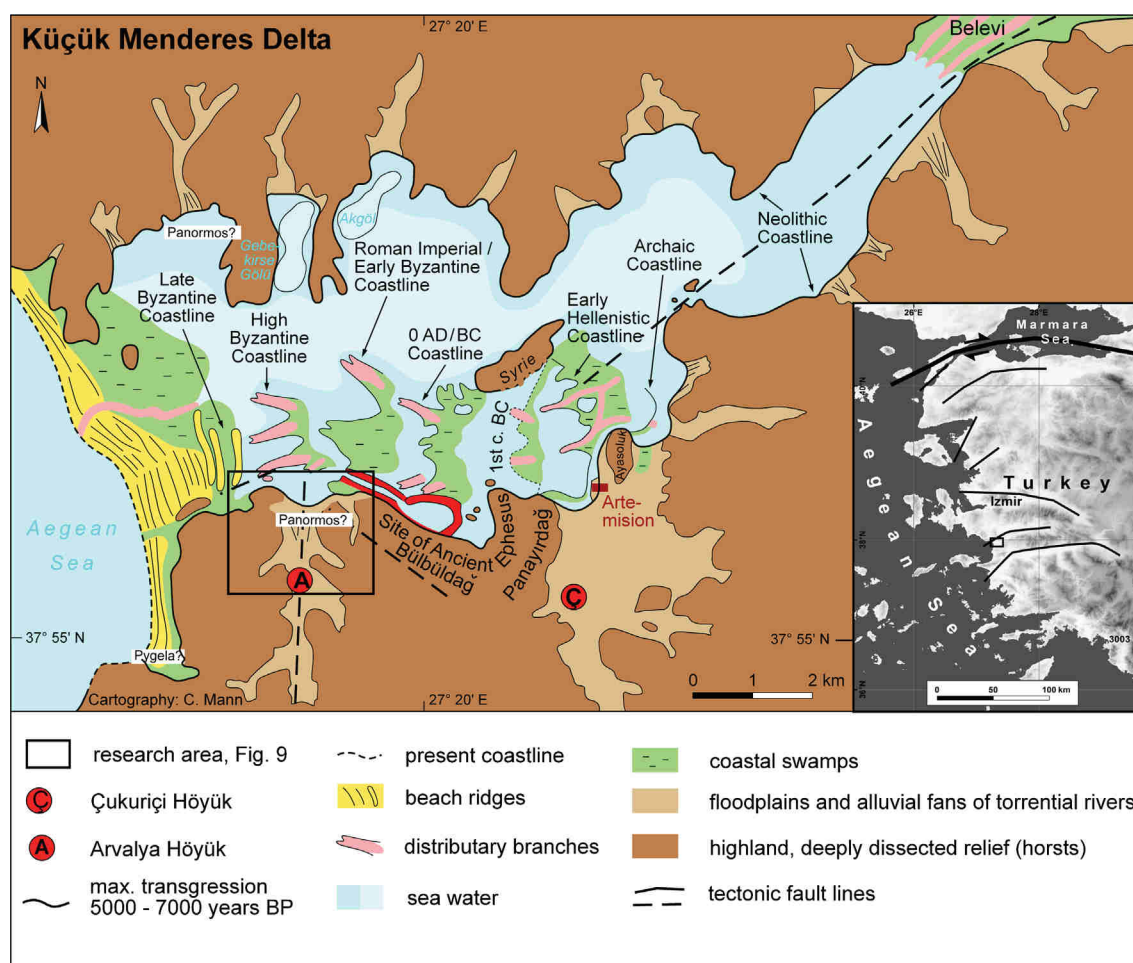 27° 20' E
Küçük Menderes Delta
N
Belevi
Akgöl
Panormos?
Gebe-
kirse
Gölü
Neolithic
Coastline
Roman Imperial /
Early Byzantine
Coastline
Archaic
Coastline
Late
Byzantine
Coastline
High
Byzantine
Coastline
0 AD/BC
Coastline
Early
Hellenistic
Coastline
Syrie
1st c. BC
Ayasoluk
Arte-
mision
Aegean
Sea
Panormos?
Site of Ancient
Ephesus
Bülbüldağ
Panayırdağ
A
Ç
37° 55' N
37° 55' N
Pygela?
Cartography: C. Mann
27° 20' E
0 1 2 km
26°E
28°E
Marmara
Sea
Aegean Sea
Turkey
Izmir
38°N
36°N
3003
0 50 100 km
s
research area, Fig. 9
Ç
Çukuriçi Höyük
A
Arvalya Höyük
max. transgression
5000 - 7000 years BP
present coastline
beach ridges
distributary branches
sea water
coastal swamps
floodplains and alluvial fans of torrential rivers
highland, deeply dissected relief (horsts)
tectonic fault lines